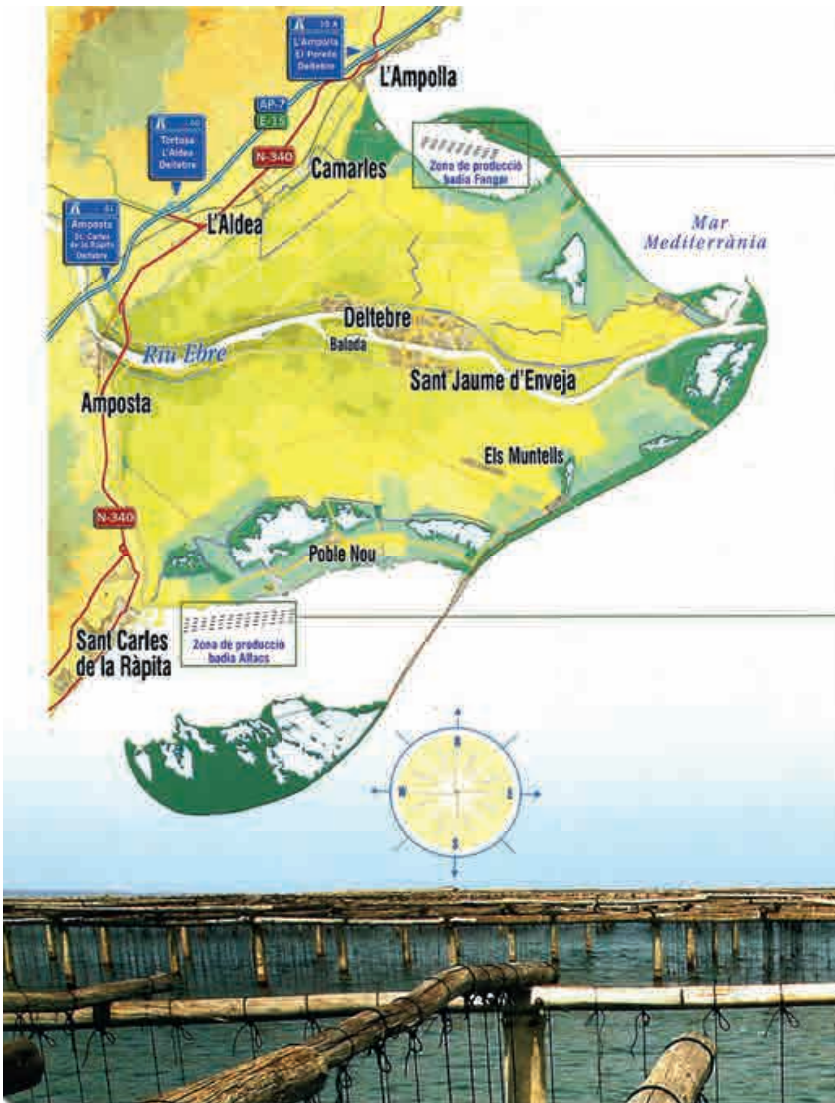 10 A
L'Ampolla
El Perelló
Deltebre
L'Ampolla
AP-7
E-15
Tortosa
L'Aldea
Deltebre
N-340
Camarles
Zona de producció
badia Fangar
Amposta
St. Carles
de la Ràpita
Deltebre
L'Aldea
Mar
Mediterrània
Deltebre
Riu Ebre
Baloda
Sant Jaume d'Enveja
Amposta
Els Muntells
N-340
Poble Nou
Sant Carles
de la Ràpita
Zona de producció
badia Alfacs
N
W
E
S